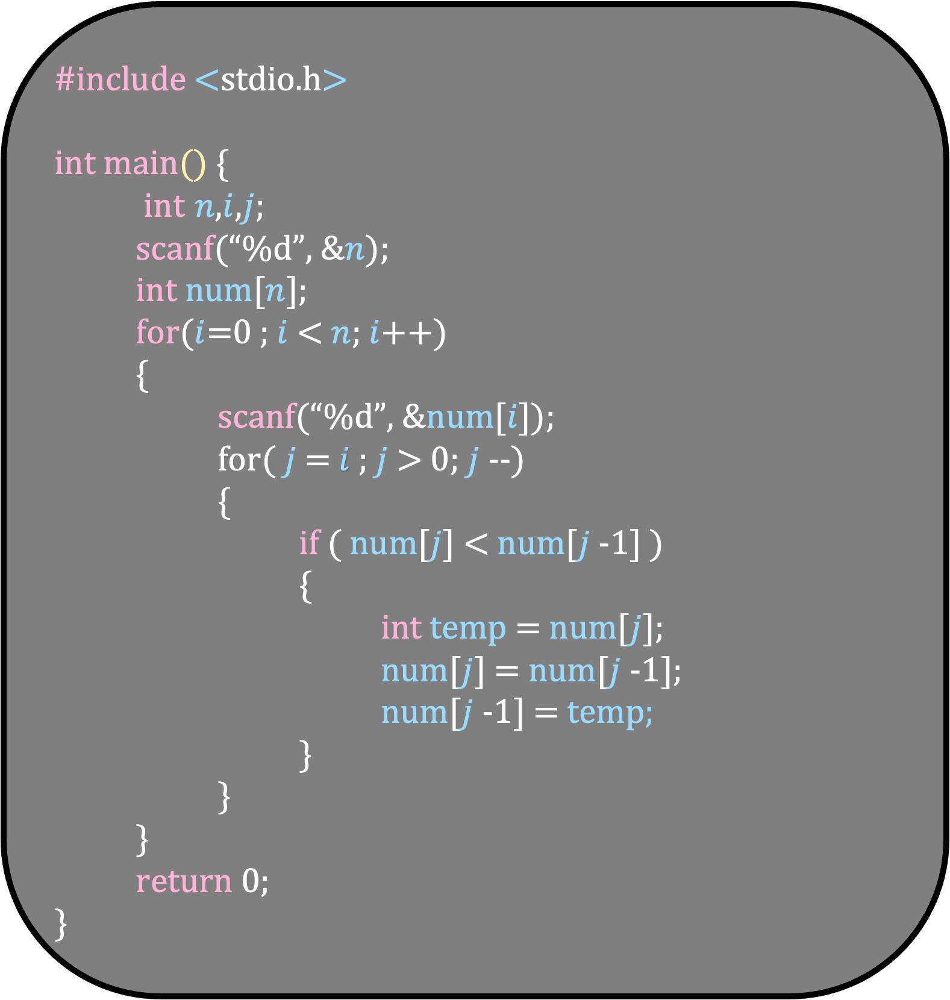 #include <stdio.h>
int main() {
int n,i,j;
scanf(“%d”, &n);
int num[n];
for(i=0 ; i < n; i++)
{
scanf(“%d”, &num[i]);
for( j = i ; j > 0; j --)
{
if ( num[j] < num[j -1] )
{
int temp = num[j];
num[j] = num[j -1];
num[j -1] = temp;
}
}
}
return 0;
}